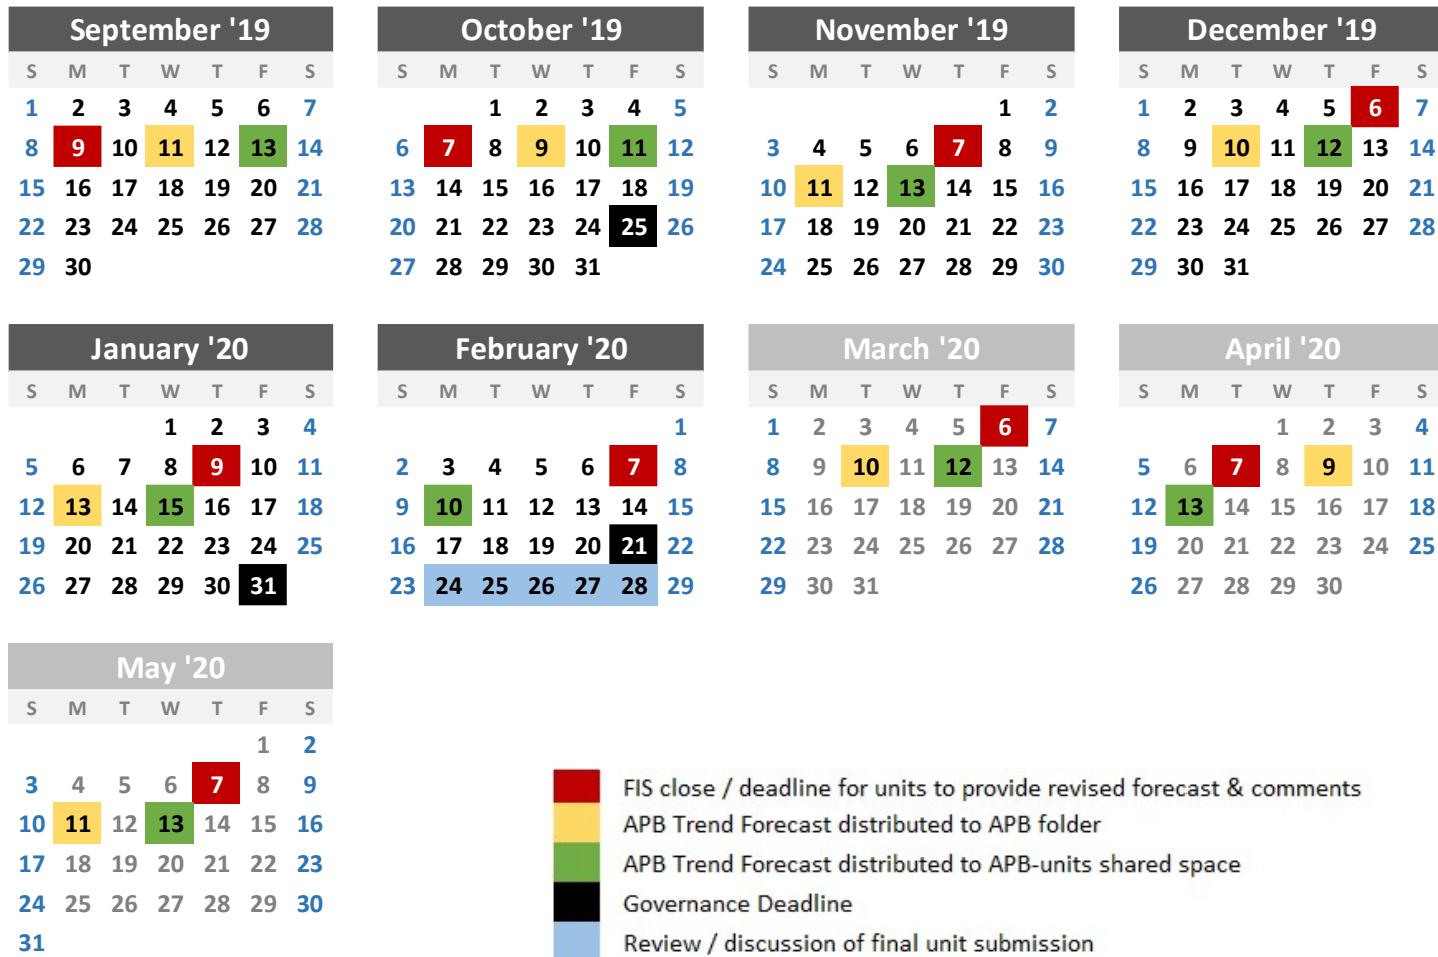 September '19 October '19 November '19 December '19
S M T W T F S S M T W T F S S M T W T F S S M T W T F S
1 2 3 4 5 6 7 1 2 3 4 5 1 2 1 2 3 4 5 6 7
8 9 10 11 12 13 14 6 7 8 9 10 11 12 3 4 5 6 7 8 9 8 9 10 11 12 13 14
15 16 17 18 19 20 21 13 14 15 16 17 18 19 10 11 12 13 14 15 16 15 16 17 18 19 20 21
22 23 24 25 26 27 28 20 21 22 23 24 25 26 17 18 19 20 21 22 23 22 23 24 25 26 27 28
29 30 27 28 29 30 31 24 25 26 27 28 29 30 29 30 31
January '20 February '20 March '20 April '20
S M T W T F S S M T W T F S S M T W T F S S M T W T F S
1 2 3 4 1 1 2 3 4 5 6 7 1 2 3 4
5 6 7 8 9 10 11 2 3 4 5 6 7 8 8 9 10 11 12 13 14 5 6 7 8 9 10 11
12 13 14 15 16 17 18 9 10 11 12 13 14 15 15 16 17 18 19 20 21 12 13 14 15 16 17 18
19 20 21 22 23 24 25 16 17 18 19 20 21 22 22 23 24 25 26 27 28 19 20 21 22 23 24 25
26 27 28 29 30 31 23 24 25 26 27 28 29 29 30 31 26 27 28 29 30
May '20
S M T W T F S
1 2
3 4 5 6 7 8 9
10 11 12 13 14 15 16
17 18 19 20 21 22 23
24 25 26 27 28 29 30
31
FIS close / deadline for units to provide revised forecast & comments
APB Trend Forecast distributed to APB folder
APB Trend Forecast distributed to APB-units shared space
Governance Deadline
Review / discussion of final unit submission